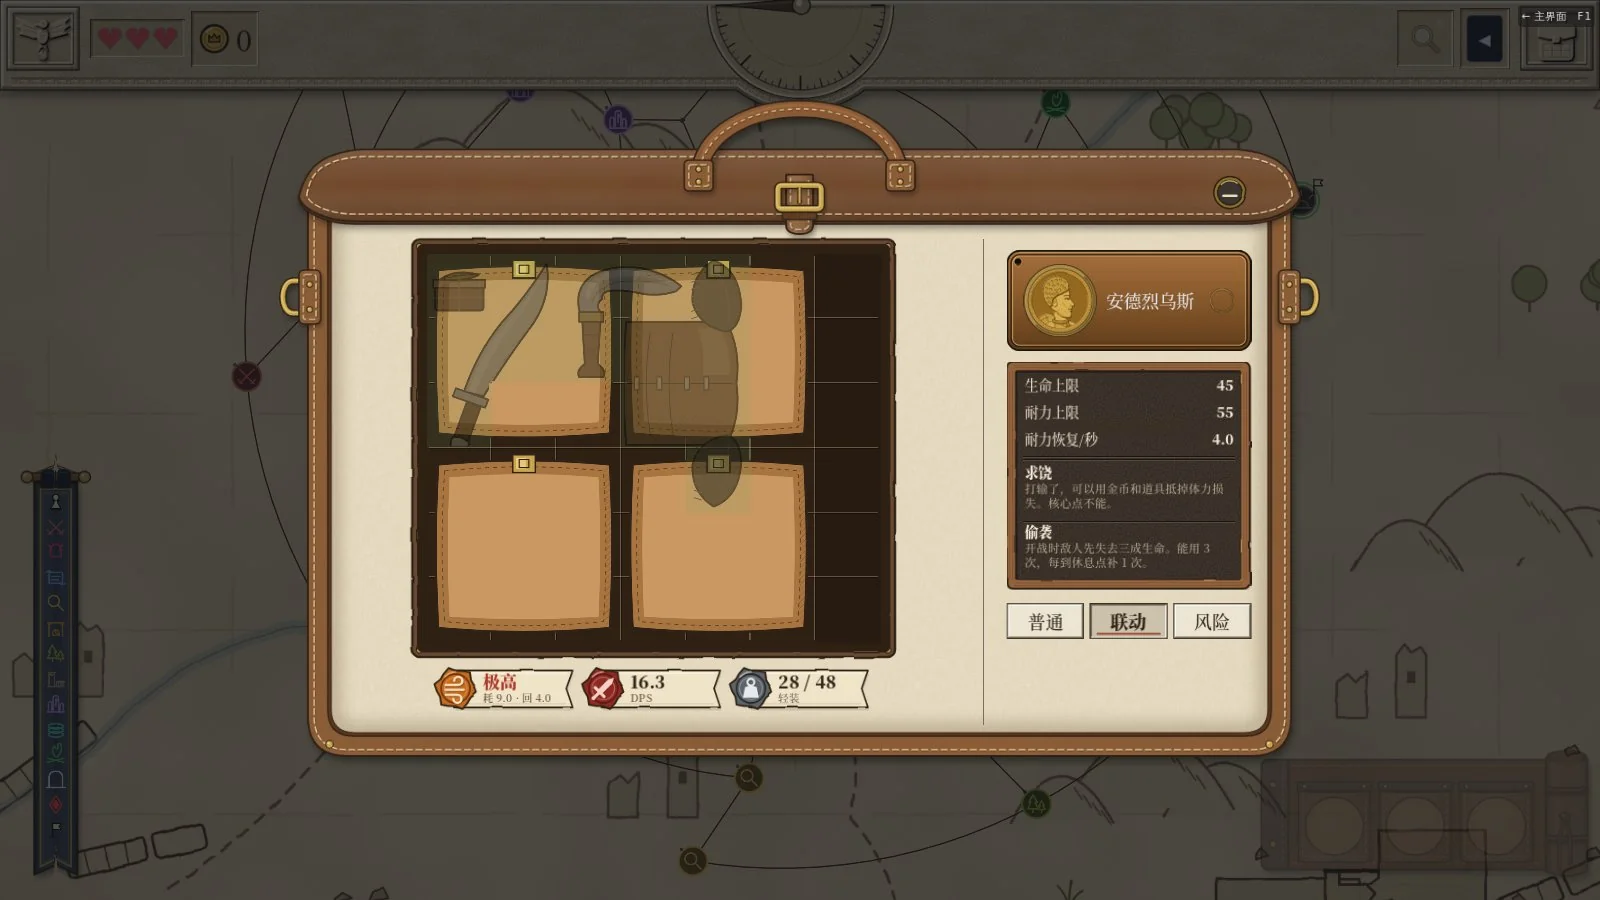 ← 主界面 F1
0
安德烈乌斯
生命上限 45
耐力上限 55
耐力恢复/秒 4.0
求饶
打输了，可以用金币和道具抵掉体力损
失。核心点不能。
偷袭
开战时敌人先失去三成生命。能用 3
次，每到休息点补 1 次。
普通 联动 风险
极高
耗 9.0 · 回 4.0
16.3
DPS
28 / 48
轻装